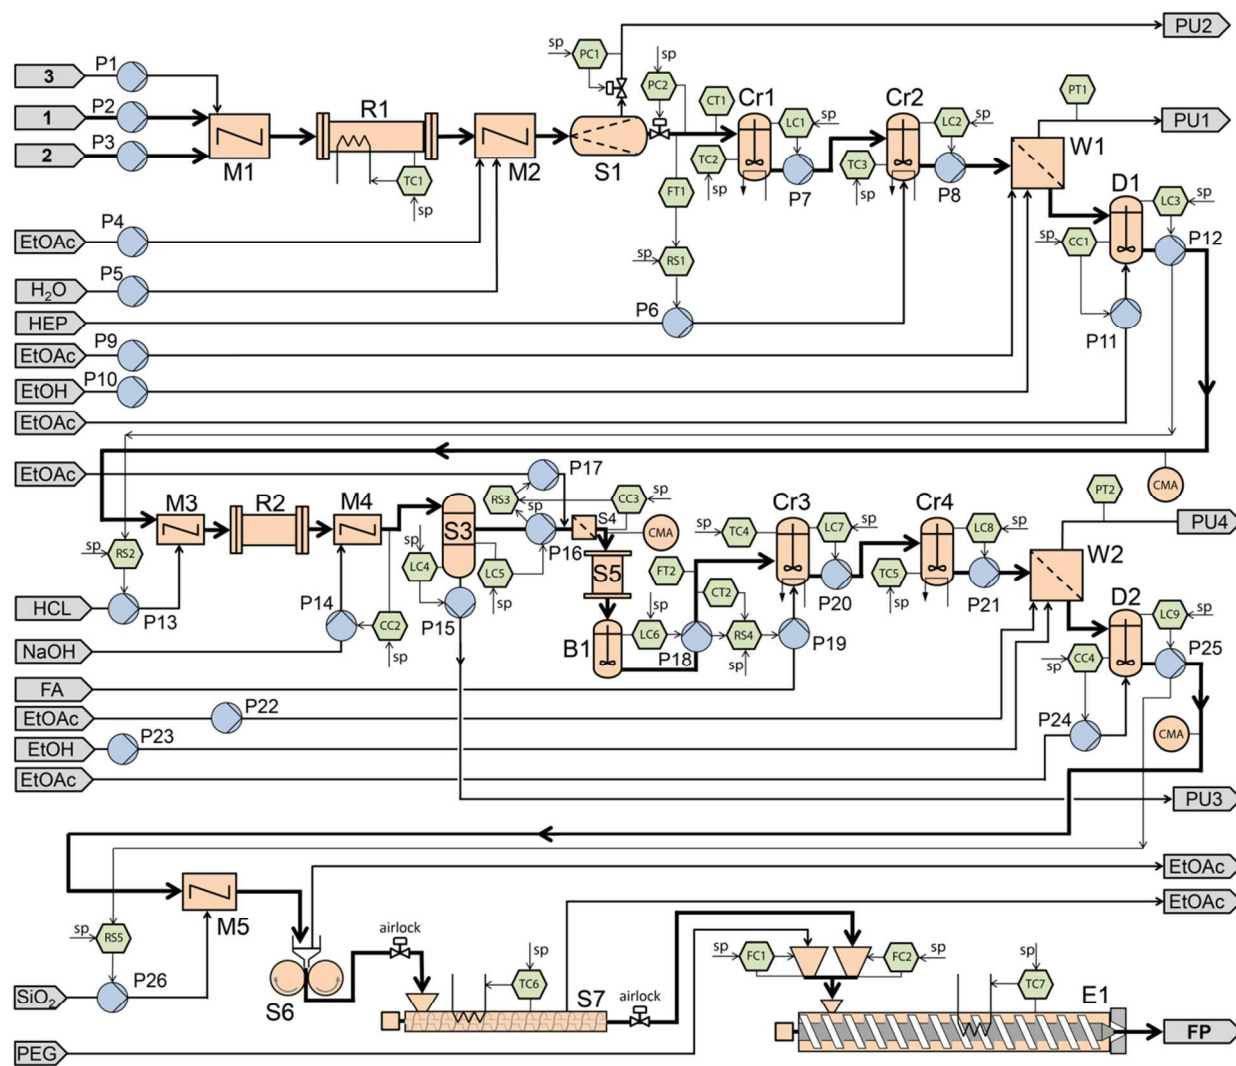 sp PC1 sp PU2
3 P1 PC2 CT1 Cr1 Cr2 PT1
1 P2 R1 LC1 sp LC2 sp PU1
2 P3 M1 TC1 sp M2 S1 TC2 sp P7 TC3 sp P8 W1 D1
FT1 LC3 sp
EtOAc P4 sp RS1 sp CC1 P12
H2O P5
HEP P6 P11
EtOAc P9
EtOH P10
EtOAc
EtOAc P17 CMA
M3 R2 M4 RS3 CC3 sp Cr3 Cr4 PT2
S3 P16 S4 CMA sp TC4 LC7 sp LC8 sp PU4
sp RS2 sp LC4 LC5 sp S5 FT2 sp TC5 sp W2
HCL P13 P14 CC2 sp P15 sp CT2 P20 P21 D2
NaOH B1 LC6 P18 RS4 sp P19 LC9 sp
FA sp CC4 P25
EtOAc P22
EtOH P23 P24 CMA
EtOAc
PU3
EtOAc
M5 EtOAc
sp RS5 airlock sp sp FC1 FC2 sp sp
SiO2 P26 S6 TC6 S7 airlock TC7 E1
PEG FP